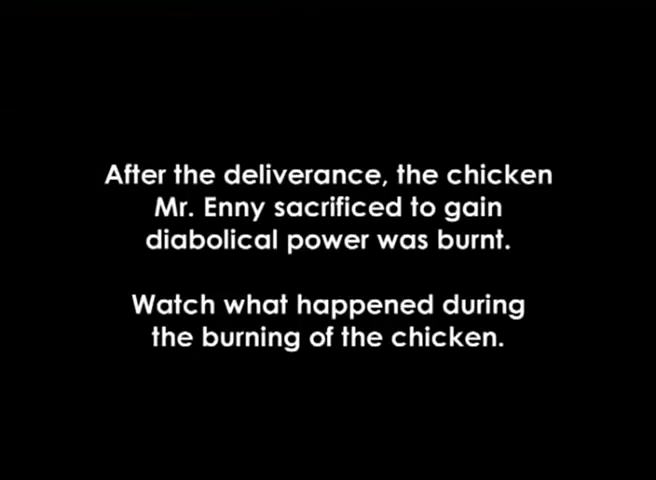 After the deliverance, the chicken
Mr. Enny sacrificed to gain
diabolical power was burnt.
Watch what happened during
the burning of the chicken.